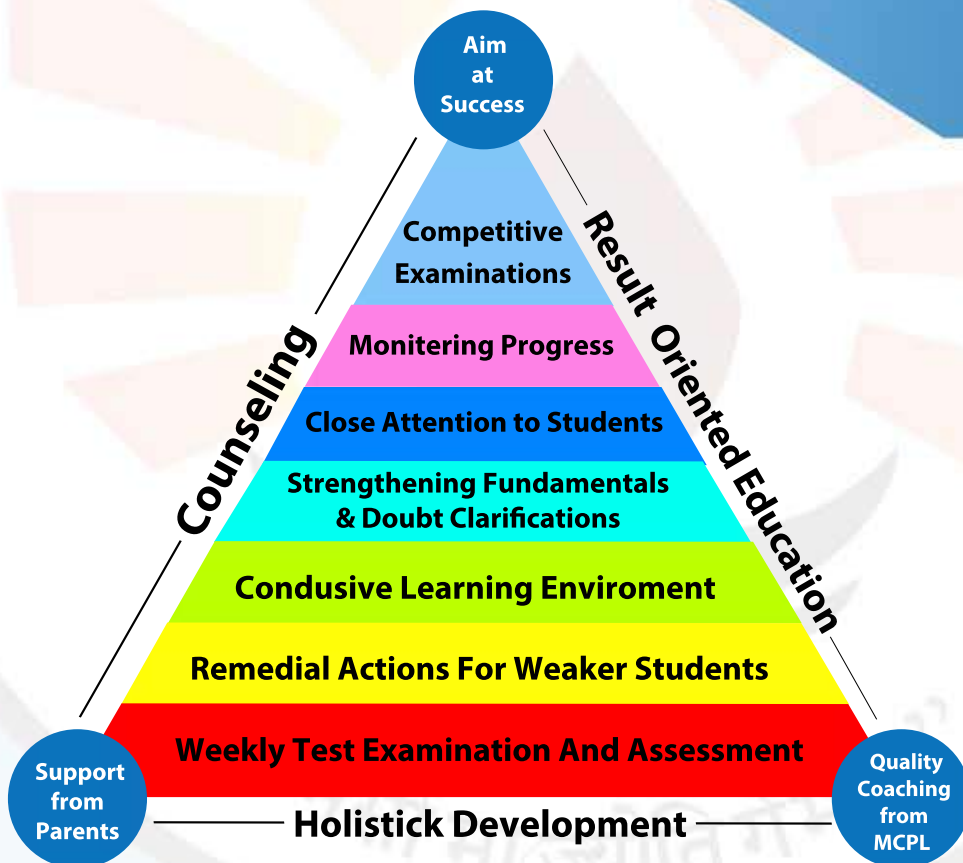 Aim
at
Success
Competitive
Examinations
Monitering Progress
Close Attention to Students
Strengthening Fundamentals
& Doubt Clarifications
Condusive Learning Enviroment
Remedial Actions For Weaker Students
Weekly Test Examination And Assessment
Counseling
Result Oriented Education
Support
from
Parents
Holistick Development
Quality
Coaching
from
MCPL